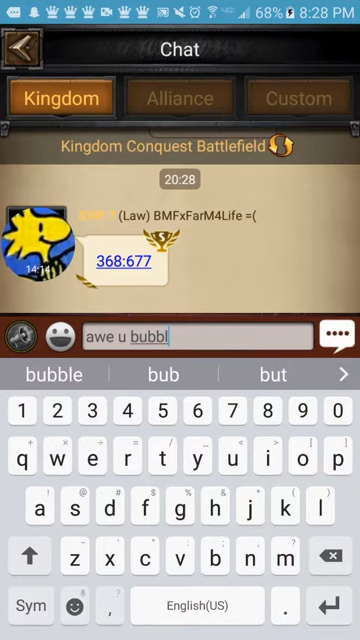 68% 8:28 PM
Chat
Kingdom Alliance Custom
Kingdom Conquest Battlefield
20:28
(Law) BMFxFarM4Life =(
368:677
14:14
awe u bubbl
bubble bub but
1 2 3 4 5 6 7 8 9 0
q w e r t y u i o p
a s d f g h j k l
z x c v b n m
Sym , English(US) .